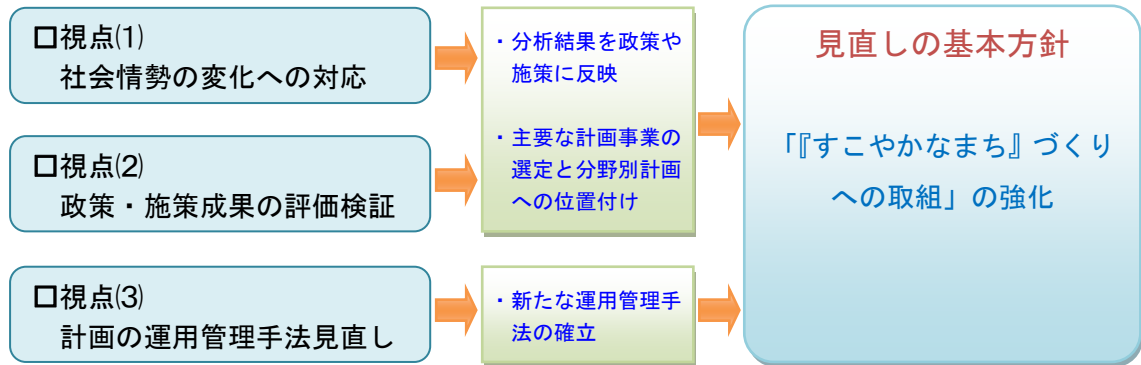 □視点(1)
社会情勢の変化への対応
□視点(2)
政策・施策成果の評価検証
□視点(3)
計画の運用管理手法見直し
・分析結果を政策や
施策に反映
・主要な計画事業の
選定と分野別計画
への位置付け
・新たな運用管理手
法の確立
見直しの基本方針
「『すこやかなまち』づくり
への取組」の強化